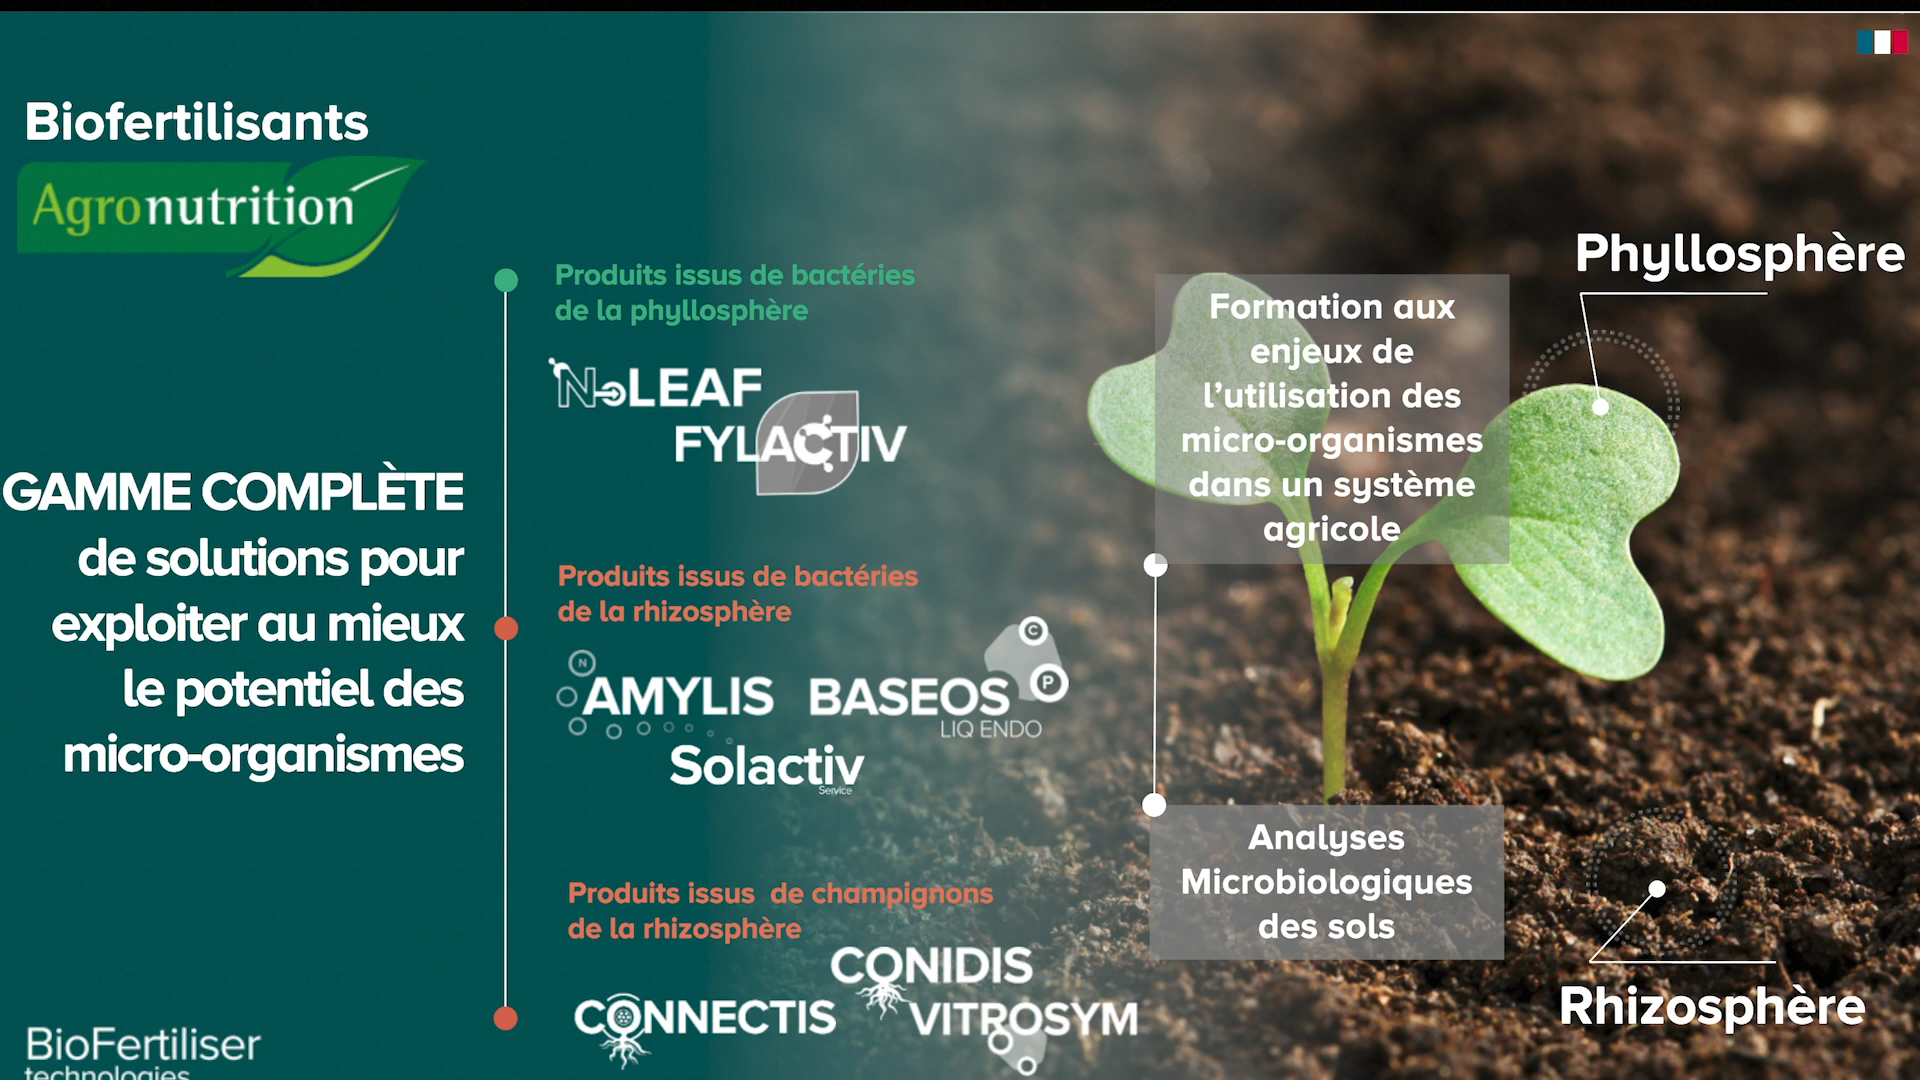 Biofertilisants
Agronutrition
GAMME COMPLÈTE
de solutions pour
exploiter au mieux
le potentiel des
micro-organismes
BioFertiliser
technologies
Produits issus de bactéries
de la phyllosphère
N LEAF
FYLACTIV
Produits issus de bactéries
de la rhizosphère
N
AMYLIS
C
P
BASEOS
LIQ ENDO
Solactiv
Service
Produits issus de champignons
de la rhizosphère
CONIDIS
CONNECTIS
VITROSYM
Formation aux
enjeux de
l’utilisation des
micro-organismes
dans un système
agricole
Analyses
Microbiologiques
des sols
Phyllosphère
Rhizosphère